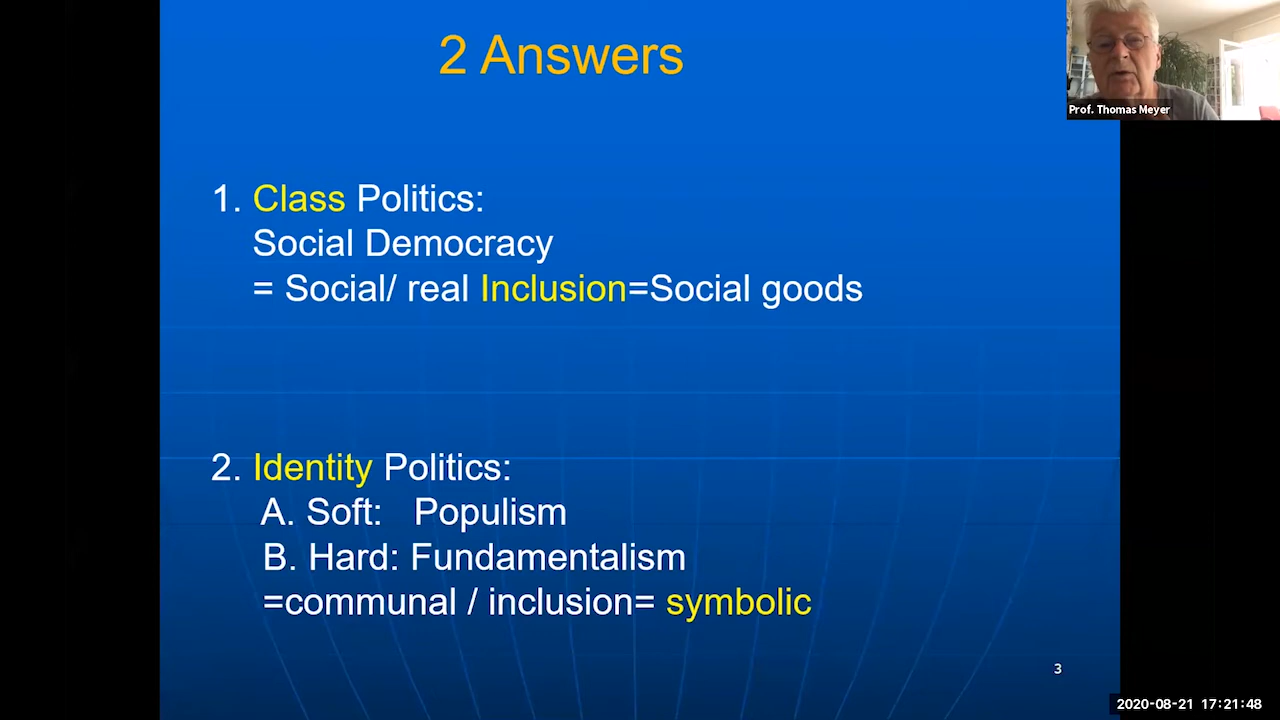 2 Answers
Prof. Thomas Meyer
1. Class Politics:
Social Democracy
= Social/ real Inclusion=Social goods
2. Identity Politics:
A. Soft: Populism
B. Hard: Fundamentalism
=communal / inclusion= symbolic
3
2020-08-21 17:21:48